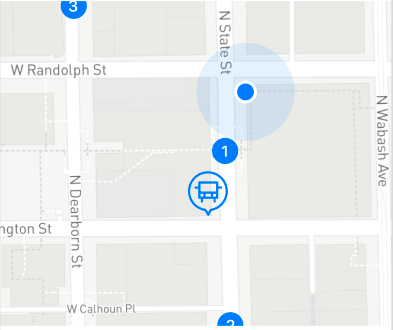 3
N State St
W Randolph St
N Wabash Ave
1
N Dearborn St
ngton St
W Calhoun Pl
2